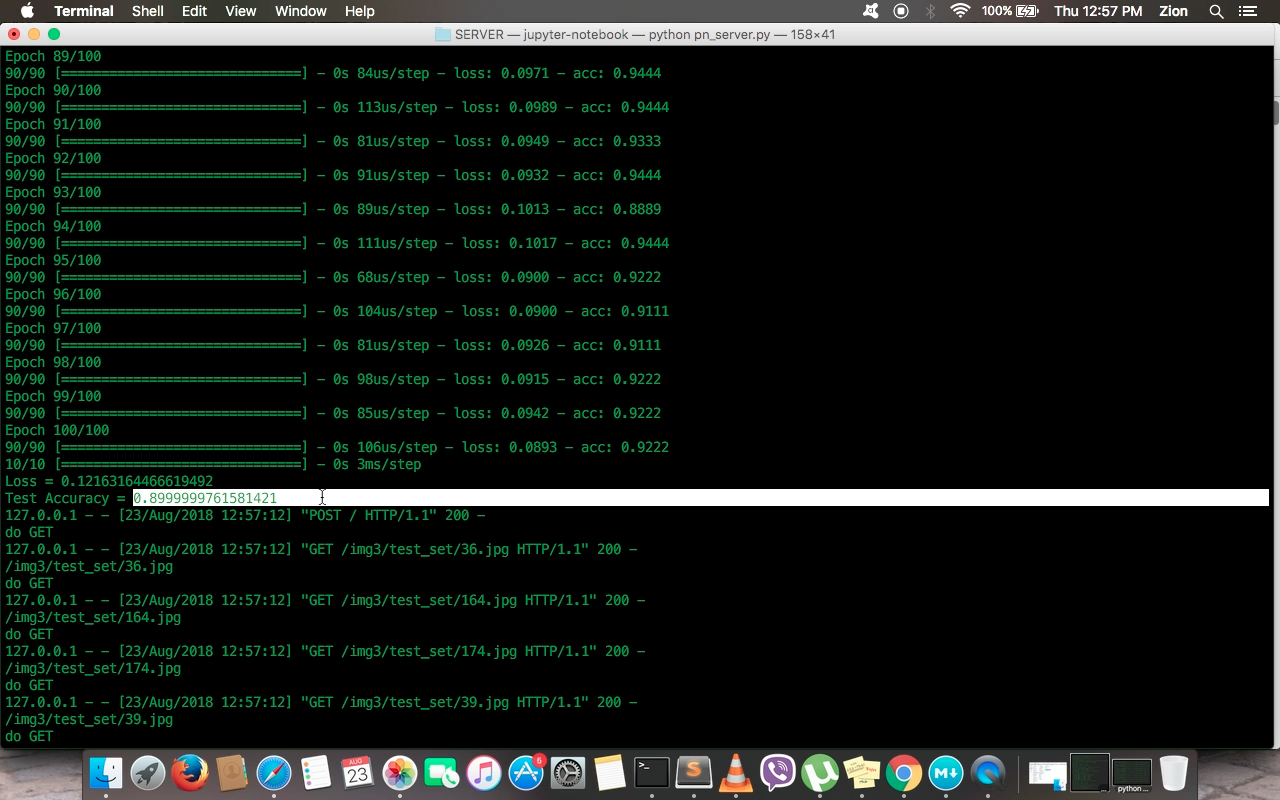 Terminal Shell Edit View Window Help 100% Thu 12:57 PM Zion
SERVER — jupyter-notebook — python pn_server.py — 158×41
Epoch 89/100
90/90 [==============================] - 0s 84us/step - loss: 0.0971 - acc: 0.9444
Epoch 90/100
90/90 [==============================] - 0s 113us/step - loss: 0.0989 - acc: 0.9444
Epoch 91/100
90/90 [==============================] - 0s 81us/step - loss: 0.0949 - acc: 0.9333
Epoch 92/100
90/90 [==============================] - 0s 91us/step - loss: 0.0932 - acc: 0.9444
Epoch 93/100
90/90 [==============================] - 0s 89us/step - loss: 0.1013 - acc: 0.8889
Epoch 94/100
90/90 [==============================] - 0s 111us/step - loss: 0.1017 - acc: 0.9444
Epoch 95/100
90/90 [==============================] - 0s 68us/step - loss: 0.0900 - acc: 0.9222
Epoch 96/100
90/90 [==============================] - 0s 104us/step - loss: 0.0900 - acc: 0.9111
Epoch 97/100
90/90 [==============================] - 0s 81us/step - loss: 0.0926 - acc: 0.9111
Epoch 98/100
90/90 [==============================] - 0s 98us/step - loss: 0.0915 - acc: 0.9222
Epoch 99/100
90/90 [==============================] - 0s 85us/step - loss: 0.0942 - acc: 0.9222
Epoch 100/100
90/90 [==============================] - 0s 106us/step - loss: 0.0893 - acc: 0.9222
10/10 [==============================] - 0s 3ms/step
Loss = 0.12163164466619492
Test Accuracy = 0.8999999761581421
127.0.0.1 - - [23/Aug/2018 12:57:12] "POST / HTTP/1.1" 200 -
do GET
127.0.0.1 - - [23/Aug/2018 12:57:12] "GET /img3/test_set/36.jpg HTTP/1.1" 200 -
/img3/test_set/36.jpg
do GET
127.0.0.1 - - [23/Aug/2018 12:57:12] "GET /img3/test_set/164.jpg HTTP/1.1" 200 -
/img3/test_set/164.jpg
do GET
127.0.0.1 - - [23/Aug/2018 12:57:12] "GET /img3/test_set/174.jpg HTTP/1.1" 200 -
/img3/test_set/174.jpg
do GET
127.0.0.1 - - [23/Aug/2018 12:57:12] "GET /img3/test_set/39.jpg HTTP/1.1" 200 -
/img3/test_set/39.jpg
do GET
AUG
23
6
python ...